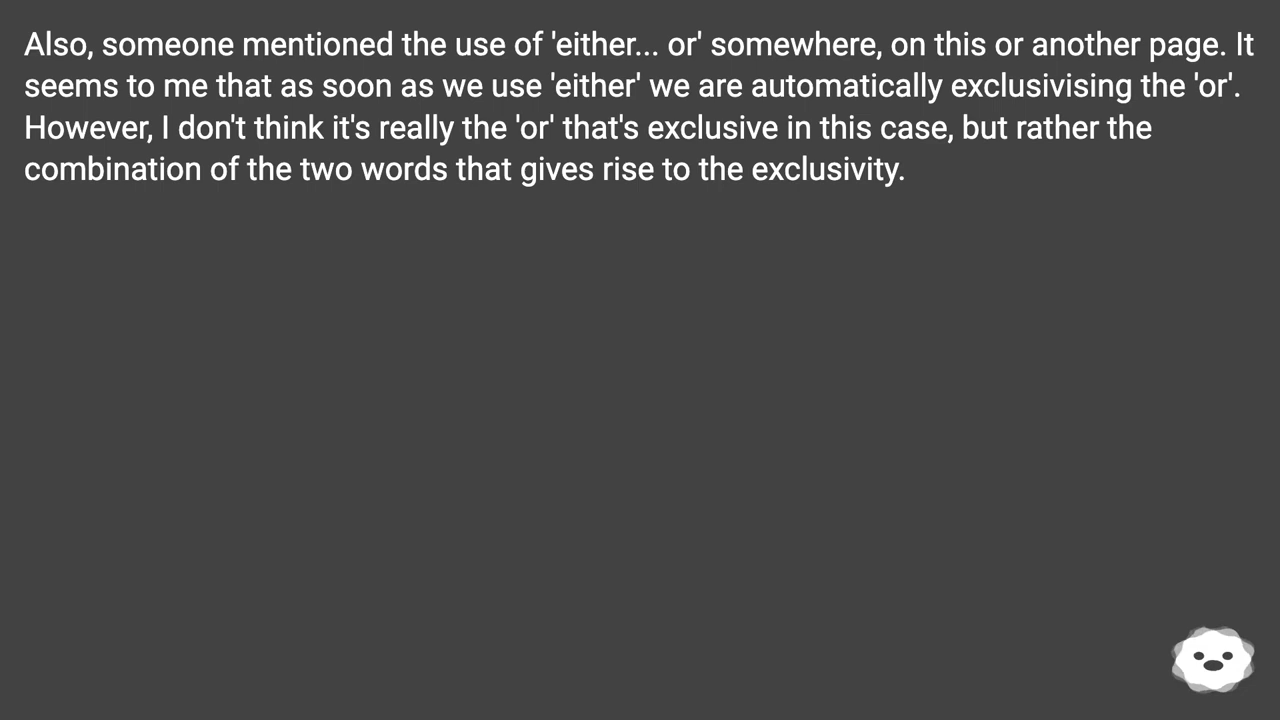 Also, someone mentioned the use of 'either... or' somewhere, on this or another page. It
seems to me that as soon as we use 'either' we are automatically exclusivising the 'or'.
However, I don't think it's really the 'or' that's exclusive in this case, but rather the
combination of the two words that gives rise to the exclusivity.